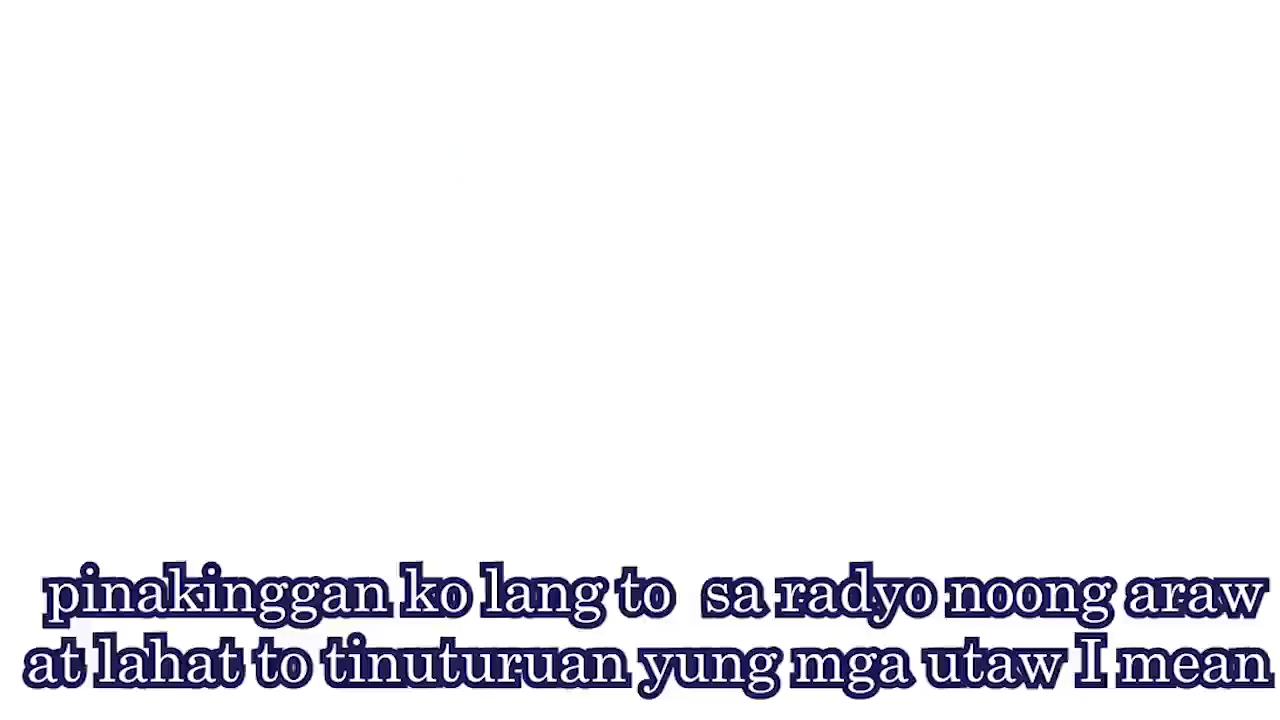 pinakinggan ko lang to  sa radyo noong araw
at lahat to tinuturuan yung mga utaw I mean